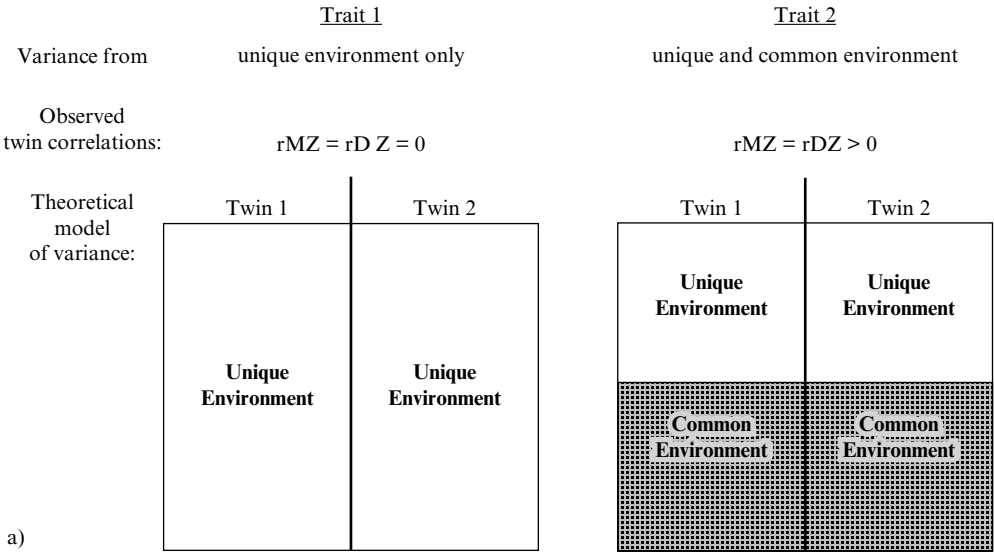 Trait 1
Trait 2
Variance from
unique environment only
unique and common environment
Observed
twin correlations:
rMZ = rD Z = 0
rMZ = rDZ > 0
Theoretical
model
of variance:
Twin 1
Twin 2
Twin 1
Twin 2
Unique
Environment
Unique
Environment
Unique
Environment
Unique
Environment
Common
Environment
Common
Environment
a)